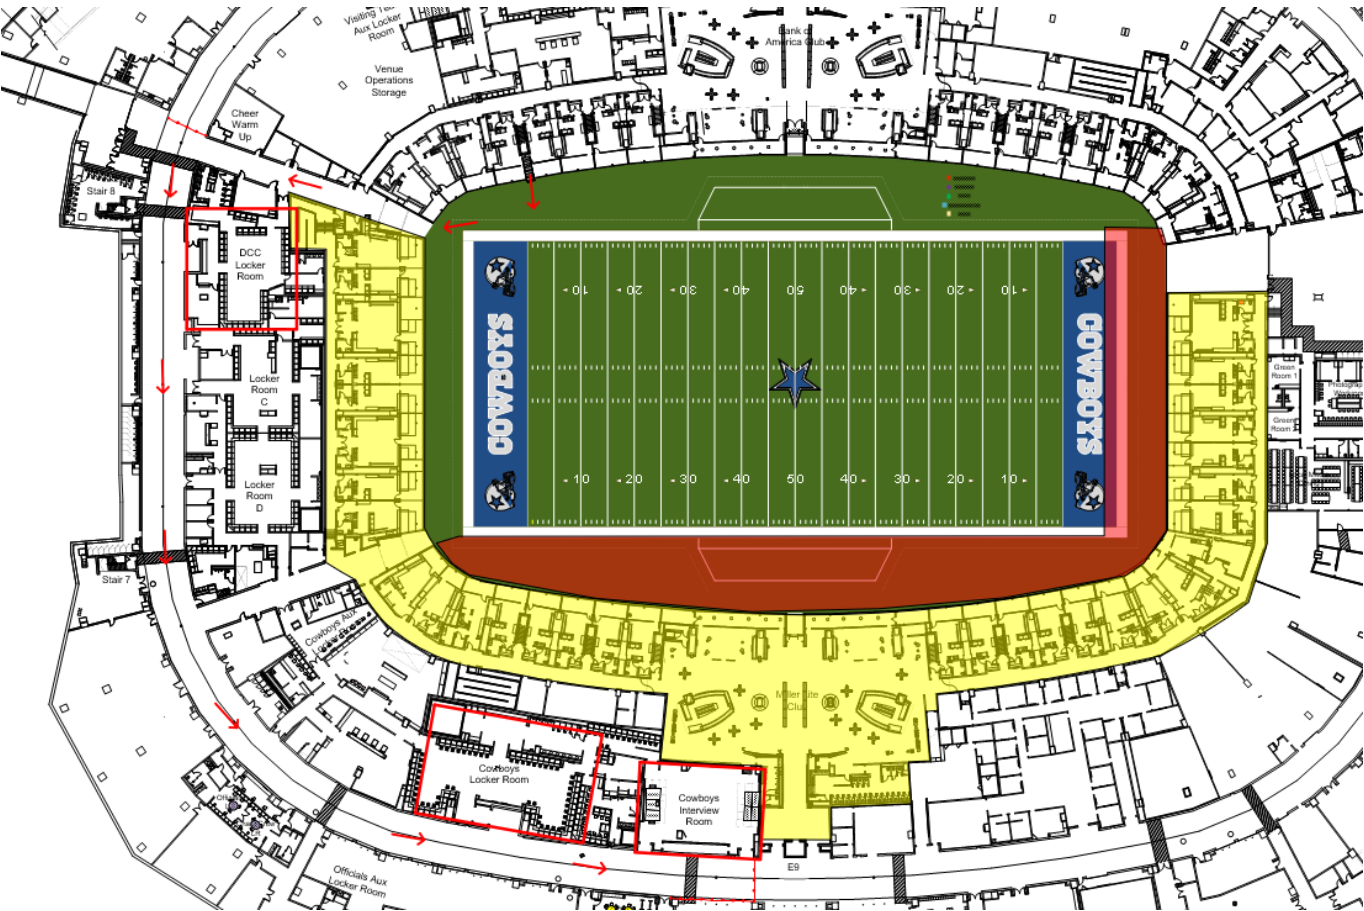 Visiting
Aux Locker
Room
Bank of
America Club
Venue
Operations
Storage
Cheer
Warm
Up
Stair 8
DCC
Locker
Room
10 20 30 40 50 40 30 20 10
COWBOYS
COWBOYS
Locker
Room
C
Green
Room 1
Green
Room
Locker
Room
D
10 20 30 40 50 40 30 20 10
Stair 7
Cowboys Aux
Miller Lite
Club
Cowboys
Locker Room
Cowboys
Interview
Room
E9
Officials Aux
Locker Room